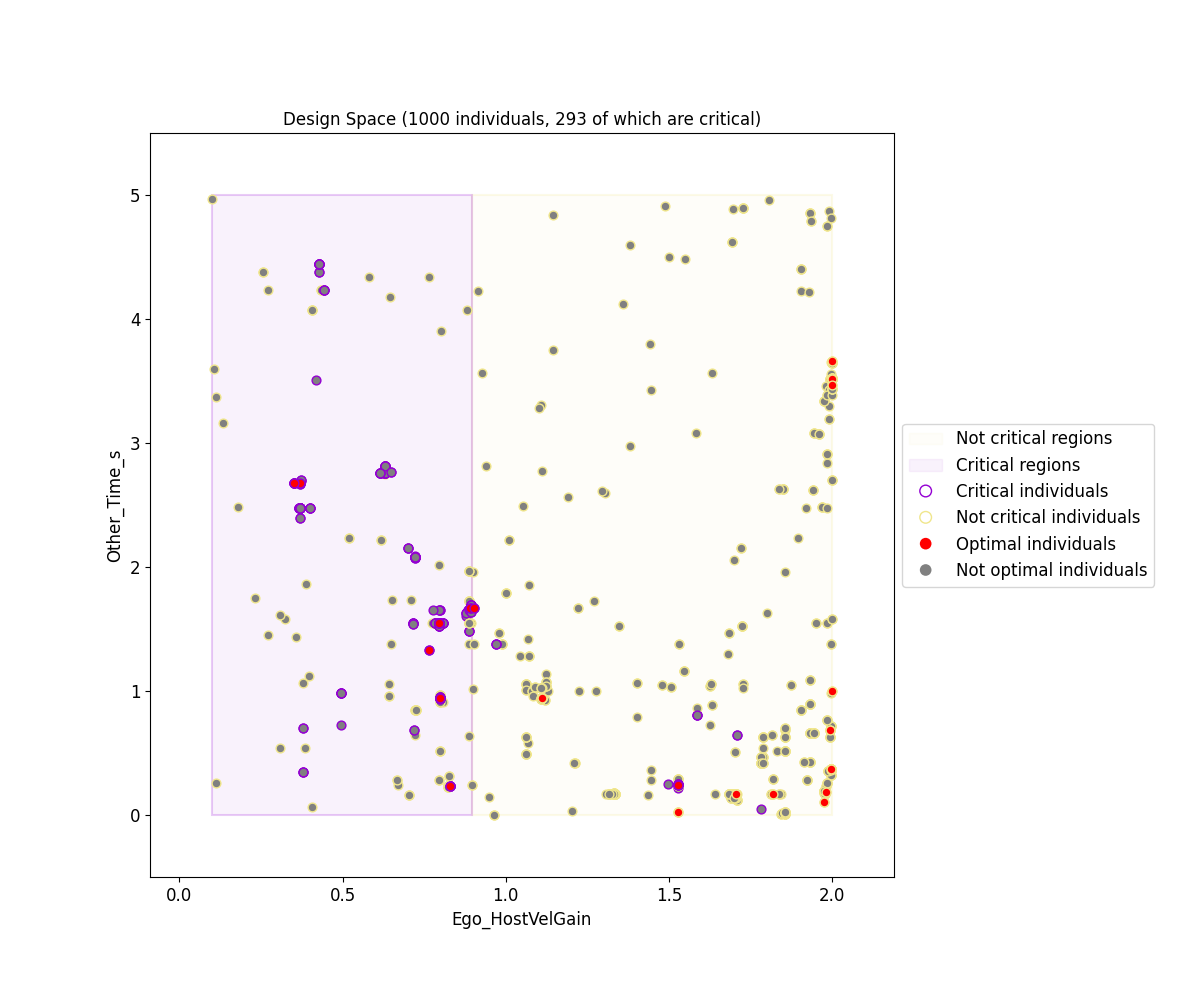 Design Space (1000 individuals, 293 of which are critical)
5
4
3
2
1
0
Other_Time_s
0.0
0.5
1.0
1.5
2.0
Ego_HostVelGain
Not critical regions
Critical regions
Critical individuals
Not critical individuals
Optimal individuals
Not optimal individuals